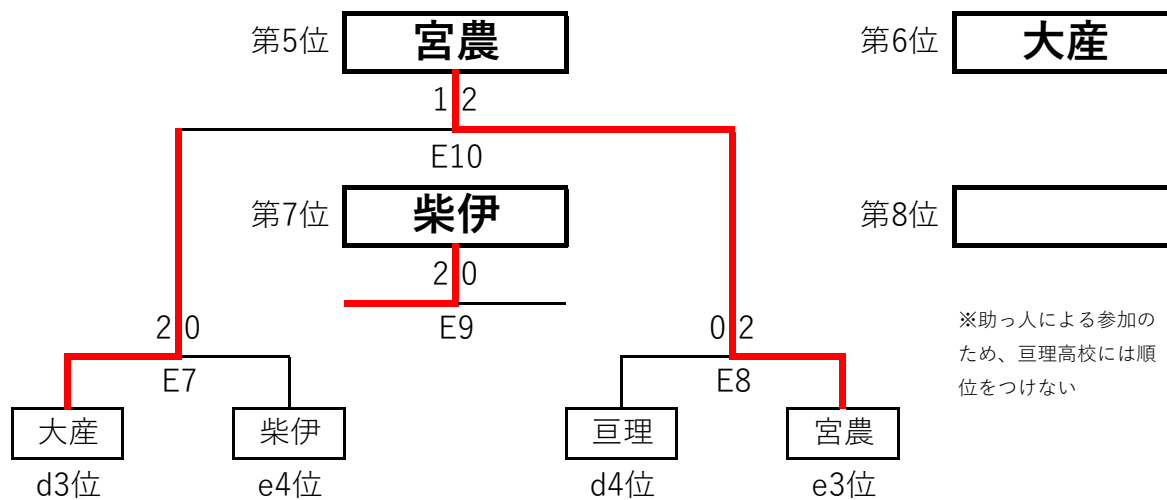 第5位 宮農 第6位 大産
1 2
E10
第7位 柴伊 第8位
2 0
E9
2 0
E7
0 2
E8
※助っ人による参加の
ため、亘理高校には順
位をつけない
大産 柴伊 亘理 宮農
d3位 e4位 d4位 e3位